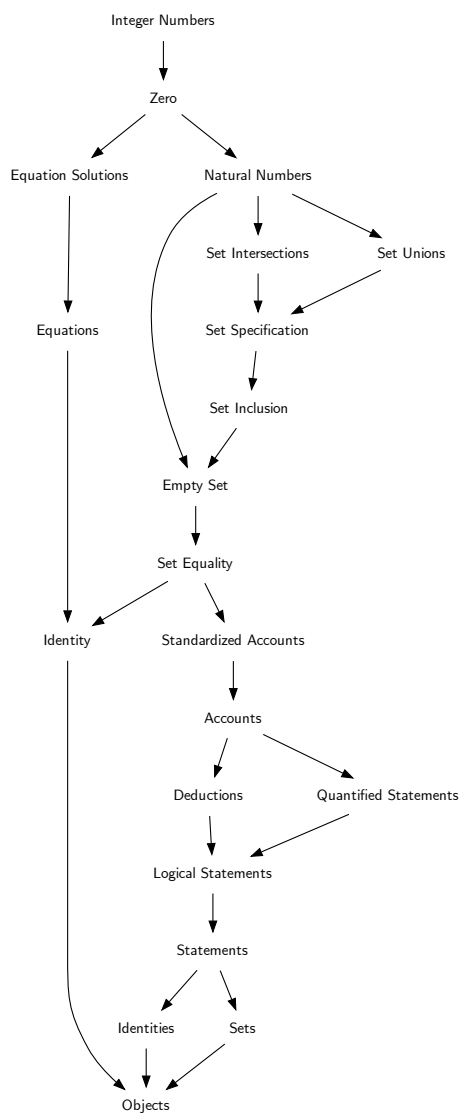 Integer Numbers
Zero
Equation Solutions
Natural Numbers
Set Intersections
Set Unions
Equations
Set Specification
Set Inclusion
Empty Set
Set Equality
Identity
Standardized Accounts
Accounts
Deductions
Quantified Statements
Logical Statements
Statements
Identities
Sets
Objects